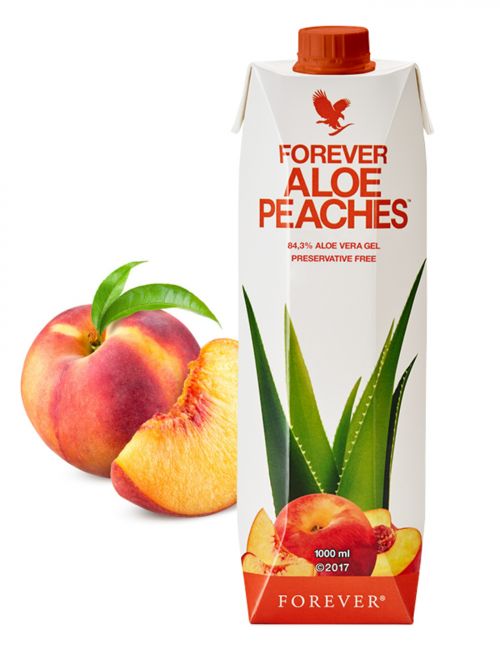 FOREVER
ALOE
PEACHES™
84,3% ALOE VERA GEL
PRESERVATIVE FREE
1000 ml
©2017
FOREVER®